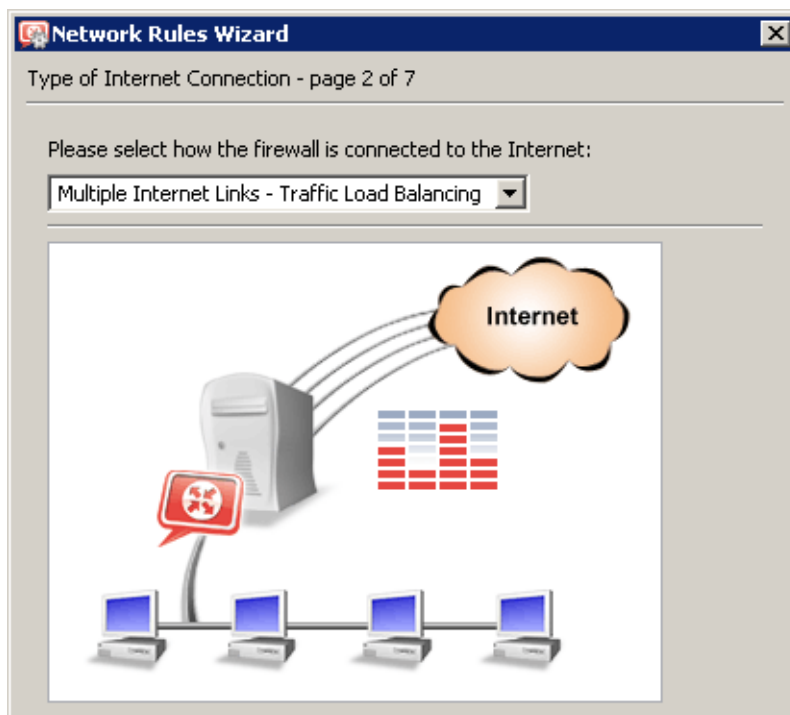 Network Rules Wizard
Type of Internet Connection - page 2 of 7
Please select how the firewall is connected to the Internet:
Multiple Internet Links - Traffic Load Balancing
Internet